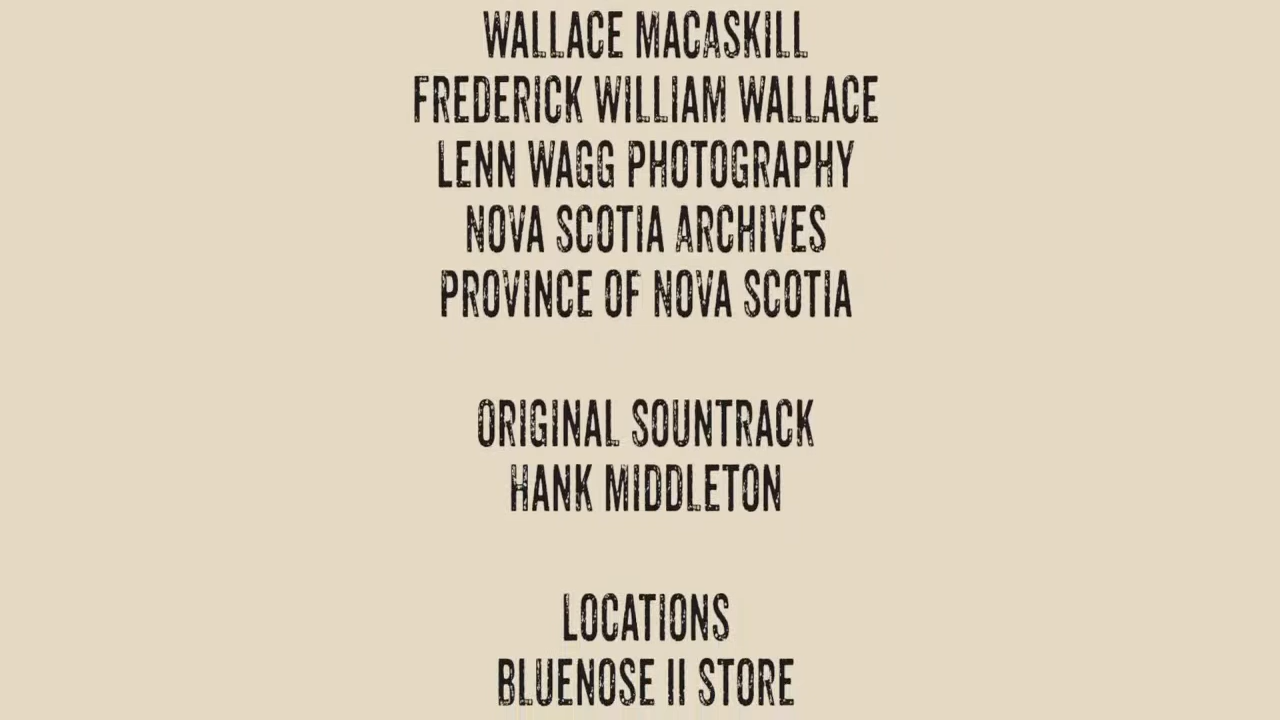 WALLACE MACASKILL
FREDERICK WILLIAM WALLACE
LENN WAGG PHOTOGRAPHY
NOVA SCOTIA ARCHIVES
PROVINCE OF NOVA SCOTIA
ORIGINAL SOUNTRACK
HANK MIDDLETON
LOCATIONS
BLUENOSE II STORE